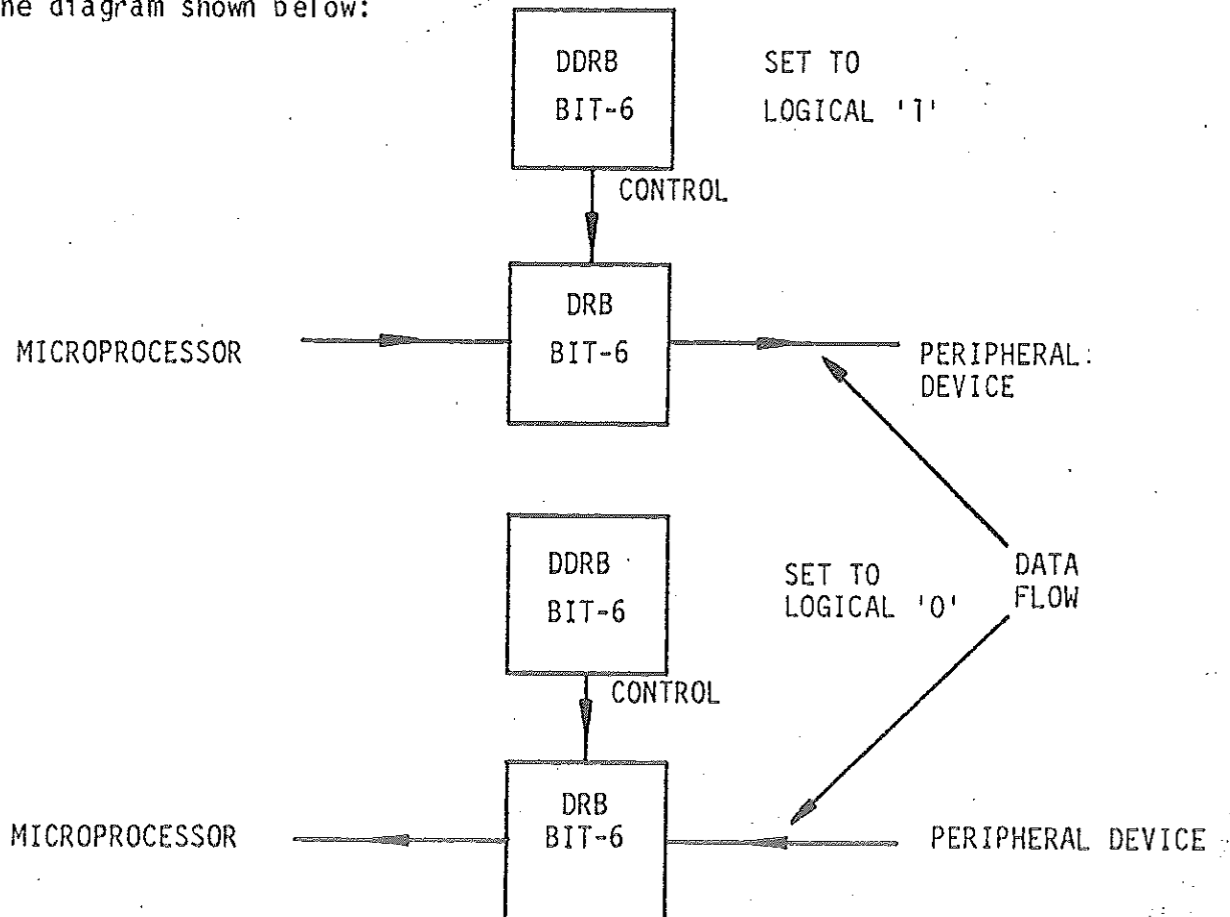 ne diagram shown below:
DDRB
BIT-6
SET TO
LOGICAL '1'
CONTROL
MICROPROCESSOR
DRB
BIT-6
PERIPHERAL
DEVICE
DDRB
BIT-6
SET TO
LOGICAL '0'
DATA
FLOW
CONTROL
MICROPROCESSOR
DRB
BIT-6
PERIPHERAL DEVICE